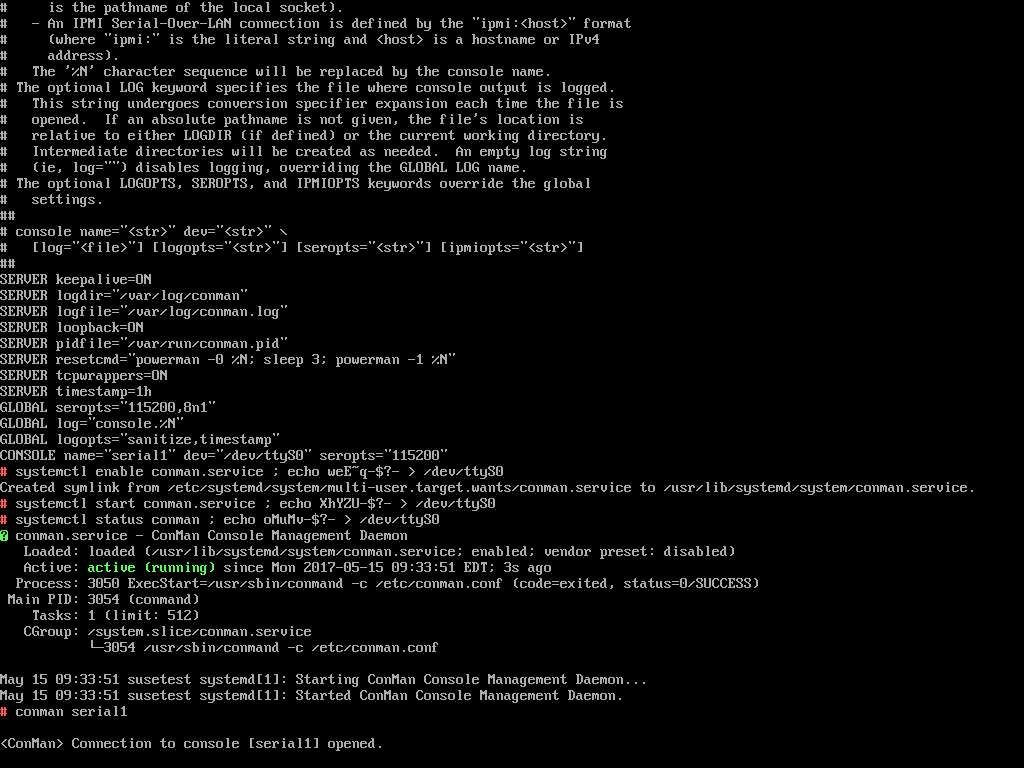 #     is the pathname of the local socket).
#   - An IPMI Serial-Over-LAN connection is defined by the "ipmi:<host>" format
#     (where "ipmi:" is the literal string and <host> is a hostname or IPv4
#     address).
#   The '%N' character sequence will be replaced by the console name.
# The optional LOG keyword specifies the file where console output is logged.
#   This string undergoes conversion specifier expansion each time the file is
#   opened.  If an absolute pathname is not given, the file's location is
#   relative to either LOGDIR (if defined) or the current working directory.
#   Intermediate directories will be created as needed.  An empty log string
#   (ie, log="") disables logging, overriding the GLOBAL LOG name.
# The optional LOGOPTS, SEROPTS, and IPMIOPTS keywords override the global
#   settings.
##
# console name="<str>" dev="<str>" \
#   [log="<file>"] [logopts="<str>"] [seropts="<str>"] [ipmiopts="<str>"]
##
SERVER keepalive=ON
SERVER logdir="/var/log/conman"
SERVER logfile="/var/log/conman.log"
SERVER loopback=ON
SERVER pidfile="/var/run/conman.pid"
SERVER resetcmd="powerman -0 %N; sleep 3; powerman -1 %N"
SERVER tcpwrappers=ON
SERVER timestamp=1h
GLOBAL seropts="115200,8n1"
GLOBAL log="console.%N"
GLOBAL logopts="sanitize,timestamp"
CONSOLE name="serial1" dev="/dev/ttyS0" seropts="115200"
# systemctl enable conman.service ; echo weE~q-$?- > /dev/ttyS0
Created symlink from /etc/systemd/system/multi-user.target.wants/conman.service to /usr/lib/systemd/system/conman.service.
# systemctl start conman.service ; echo XhYZU-$?- > /dev/ttyS0
# systemctl status conman ; echo oMuMv-$?- > /dev/ttyS0
? conman.service - ConMan Console Management Daemon
   Loaded: loaded (/usr/lib/systemd/system/conman.service; enabled; vendor preset: disabled)
   Active: active (running) since Mon 2017-05-15 09:33:51 EDT; 3s ago
  Process: 3050 ExecStart=/usr/sbin/conmand -c /etc/conman.conf (code=exited, status=0/SUCCESS)
 Main PID: 3054 (conmand)
    Tasks: 1 (limit: 512)
   CGroup: /system.slice/conman.service
           └─3054 /usr/sbin/conmand -c /etc/conman.conf
May 15 09:33:51 susetest systemd[1]: Starting ConMan Console Management Daemon...
May 15 09:33:51 susetest systemd[1]: Started ConMan Console Management Daemon.
# conman serial1
<ConMan> Connection to console [serial1] opened.